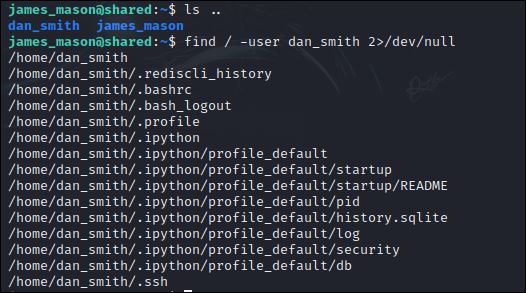 james_mason@shared:~$ ls ..
dan_smith  james_mason
james_mason@shared:~$ find / -user dan_smith 2>/dev/null
/home/dan_smith
/home/dan_smith/.rediscli_history
/home/dan_smith/.bashrc
/home/dan_smith/.bash_logout
/home/dan_smith/.profile
/home/dan_smith/.ipython
/home/dan_smith/.ipython/profile_default
/home/dan_smith/.ipython/profile_default/startup
/home/dan_smith/.ipython/profile_default/startup/README
/home/dan_smith/.ipython/profile_default/pid
/home/dan_smith/.ipython/profile_default/history.sqlite
/home/dan_smith/.ipython/profile_default/log
/home/dan_smith/.ipython/profile_default/security
/home/dan_smith/.ipython/profile_default/db
/home/dan_smith/.ssh